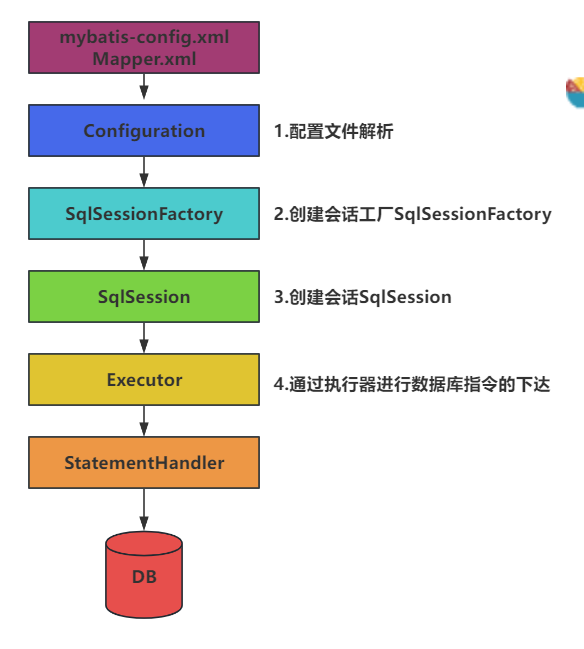 mybatis-config.xml
Mapper.xml
Configuration
1.配置文件解析
SqlSessionFactory
2.创建会话工厂SqlSessionFactory
SqlSession
3.创建会话SqlSession
Executor
4.通过执行器进行数据库指令的下达
StatementHandler
DB